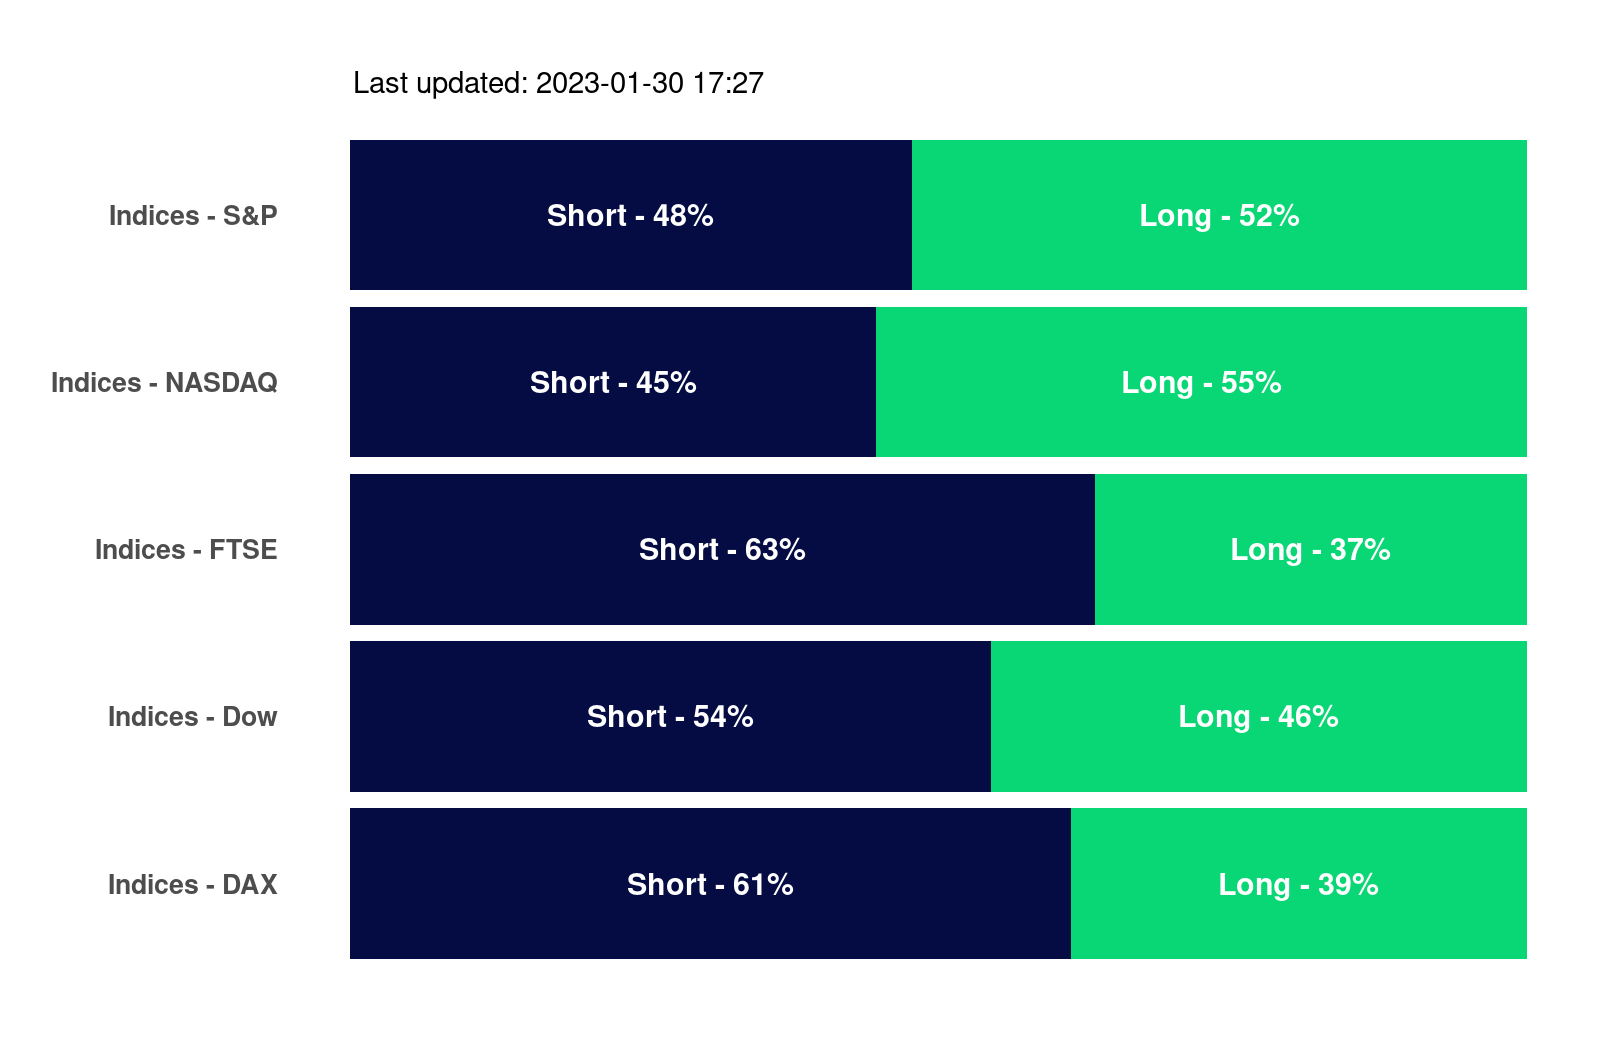 Last updated: 2023-01-30 17:27
Indices - S&P Short - 48% Long - 52%
Indices - NASDAQ Short - 45% Long - 55%
Indices - FTSE Short - 63% Long - 37%
Indices - Dow Short - 54% Long - 46%
Indices - DAX Short - 61% Long - 39%